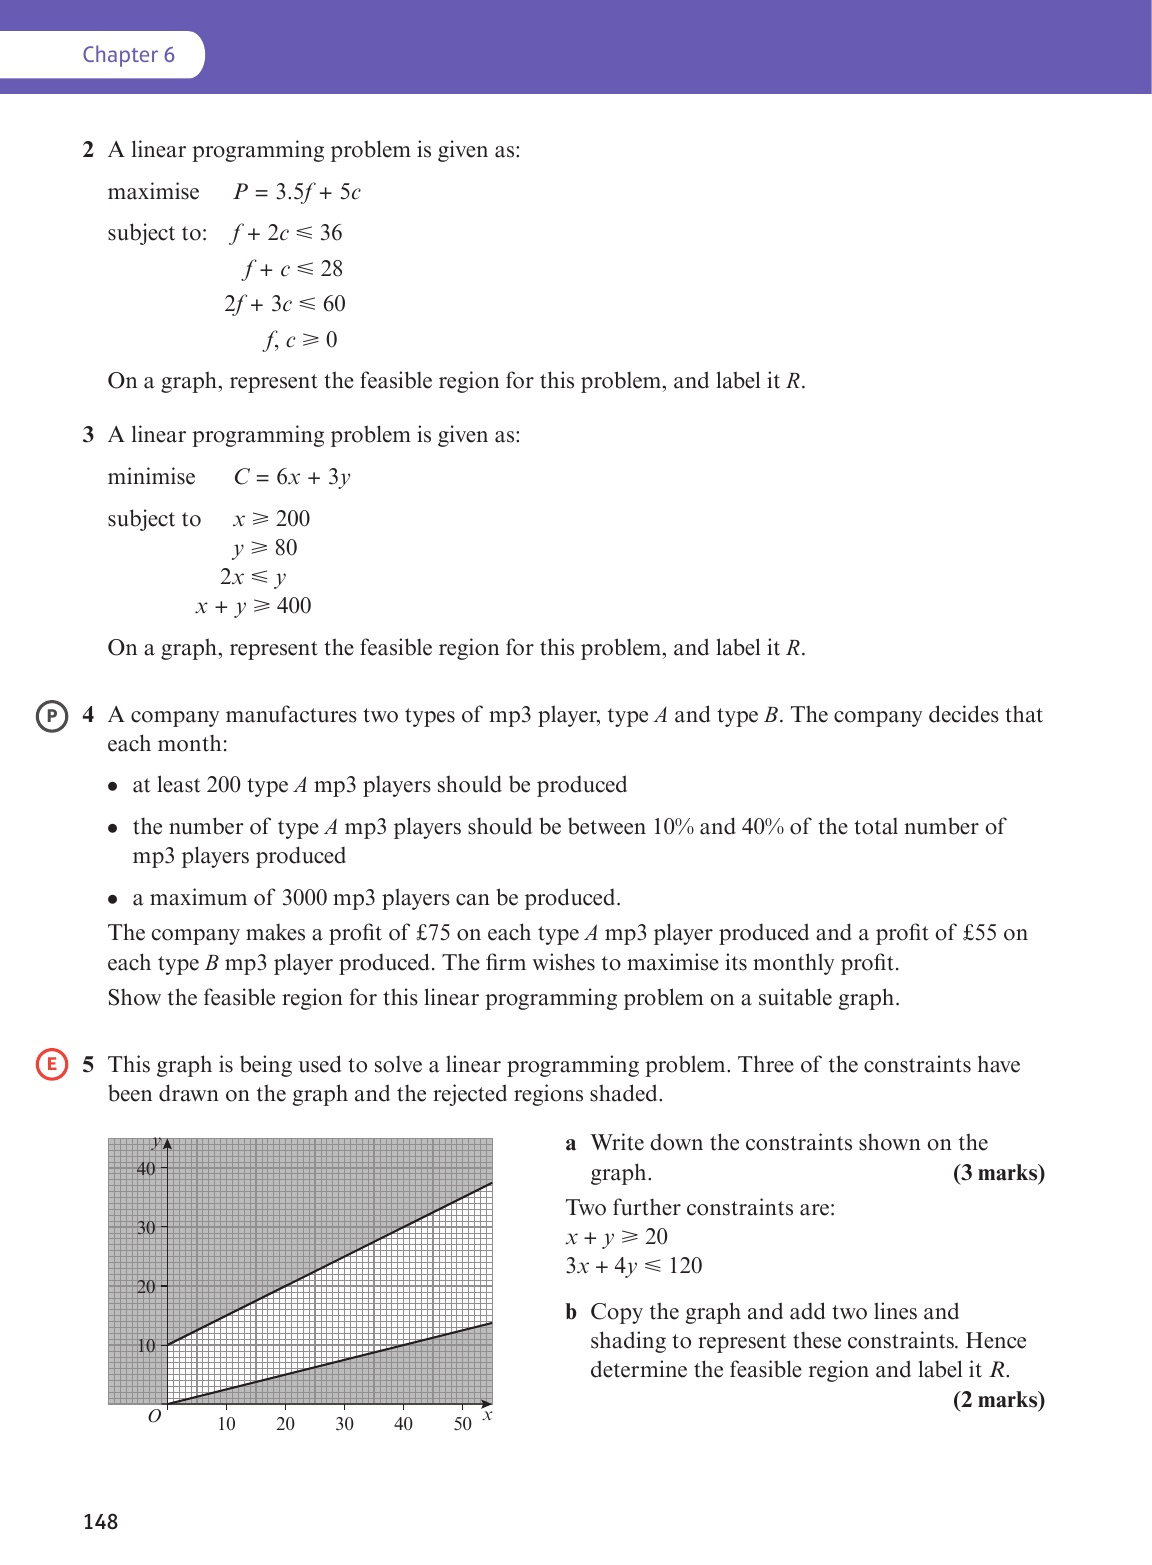 Chapter 6
2 A linear programming problem is given as:
maximise P = 3.5f + 5c
subject to: f + 2c ⩽ 36
f + c ⩽ 28
2f + 3c ⩽ 60
f, c ⩾ 0
On a graph, represent the feasible region for this problem, and label it R.
3 A linear programming problem is given as:
minimise C = 6x + 3y
subject to x ⩾ 200
y ⩾ 80
2x ⩽ y
x + y ⩾ 400
On a graph, represent the feasible region for this problem, and label it R.
P 4 A company manufactures two types of mp3 player, type A and type B. The company decides that
each month:
• at least 200 type A mp3 players should be produced
• the number of type A mp3 players should be between 10% and 40% of the total number of
mp3 players produced
• a maximum of 3000 mp3 players can be produced.
The company makes a profit of £75 on each type A mp3 player produced and a profit of £55 on
each type B mp3 player produced. The firm wishes to maximise its monthly profit.
Show the feasible region for this linear programming problem on a suitable graph.
E 5 This graph is being used to solve a linear programming problem. Three of the constraints have
been drawn on the graph and the rejected regions shaded.
y
40
30
20
10
O
10 20 30 40 50 x
a Write down the constraints shown on the
graph. (3 marks)
Two further constraints are:
x + y ⩾ 20
3x + 4y ⩽ 120
b Copy the graph and add two lines and
shading to represent these constraints. Hence
determine the feasible region and label it R.
(2 marks)
148